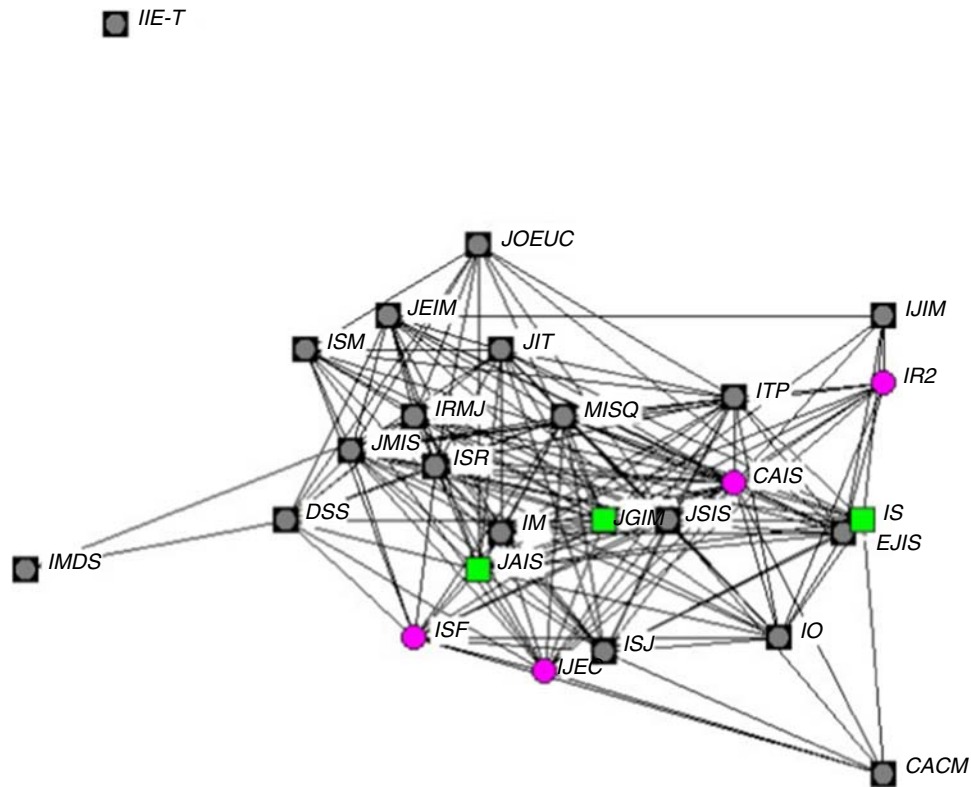 IIE-T
JOEUC
JEIM
IJIM
ISM
JIT
IR2
ITP
IRMJ
MISQ
JMIS
ISR
CAIS
DSS
IM
JGIM
JSIS
IS
EJIS
IMDS
JAIS
ISF
IO
ISJ
IJEC
CACM